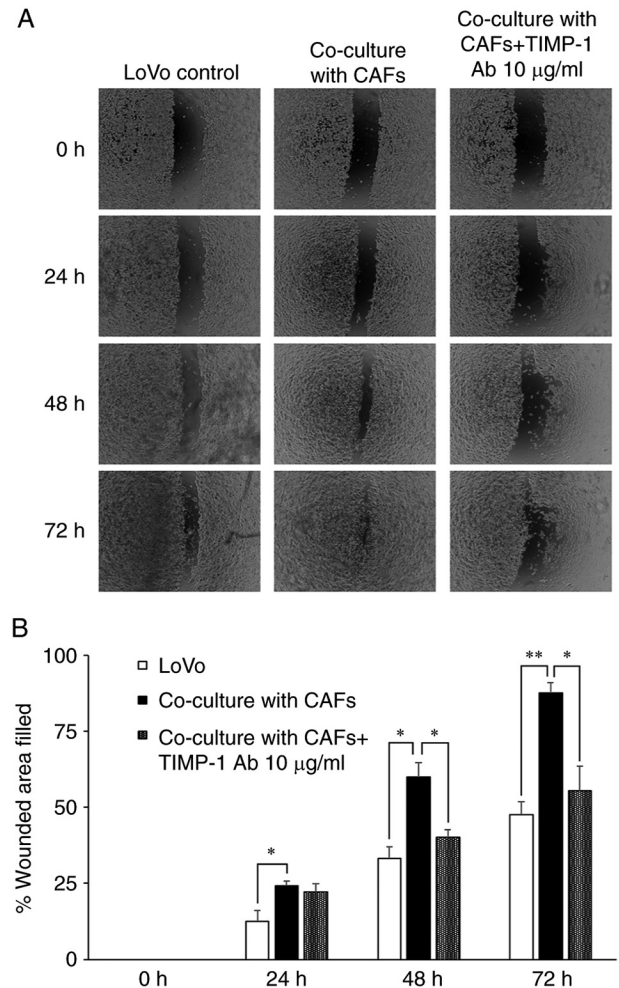 A
LoVo control
Co-culture
with CAFs
Co-culture with
CAFs+TIMP-1
Ab 10 μg/ml
0 h
24 h
48 h
72 h
B
% Wounded area filled
100
75
50
25
0
LoVo
Co-culture with CAFs
Co-culture with CAFs+
TIMP-1 Ab 10 μg/ml
*
* *
** *
0 h 24 h 48 h 72 h